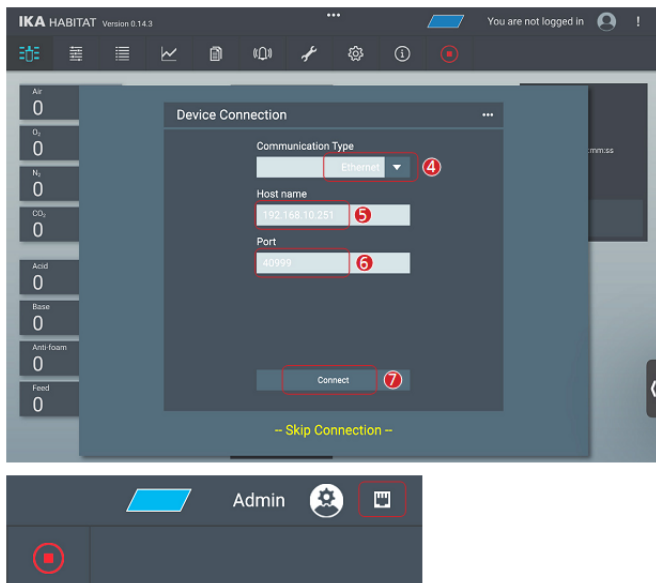 IKA HABITAT Version 0.14.3
You are not logged in
!
Air
0
O₂
0
N₂
0
CO₂
0
Acid
0
Base
0
Anti-foam
0
Feed
0
:mm:ss
Device Connection
Communication Type
Ethernet
4
Host name
192.168.10.251
5
Port
40999
6
Connect
7
-- Skip Connection --
Admin